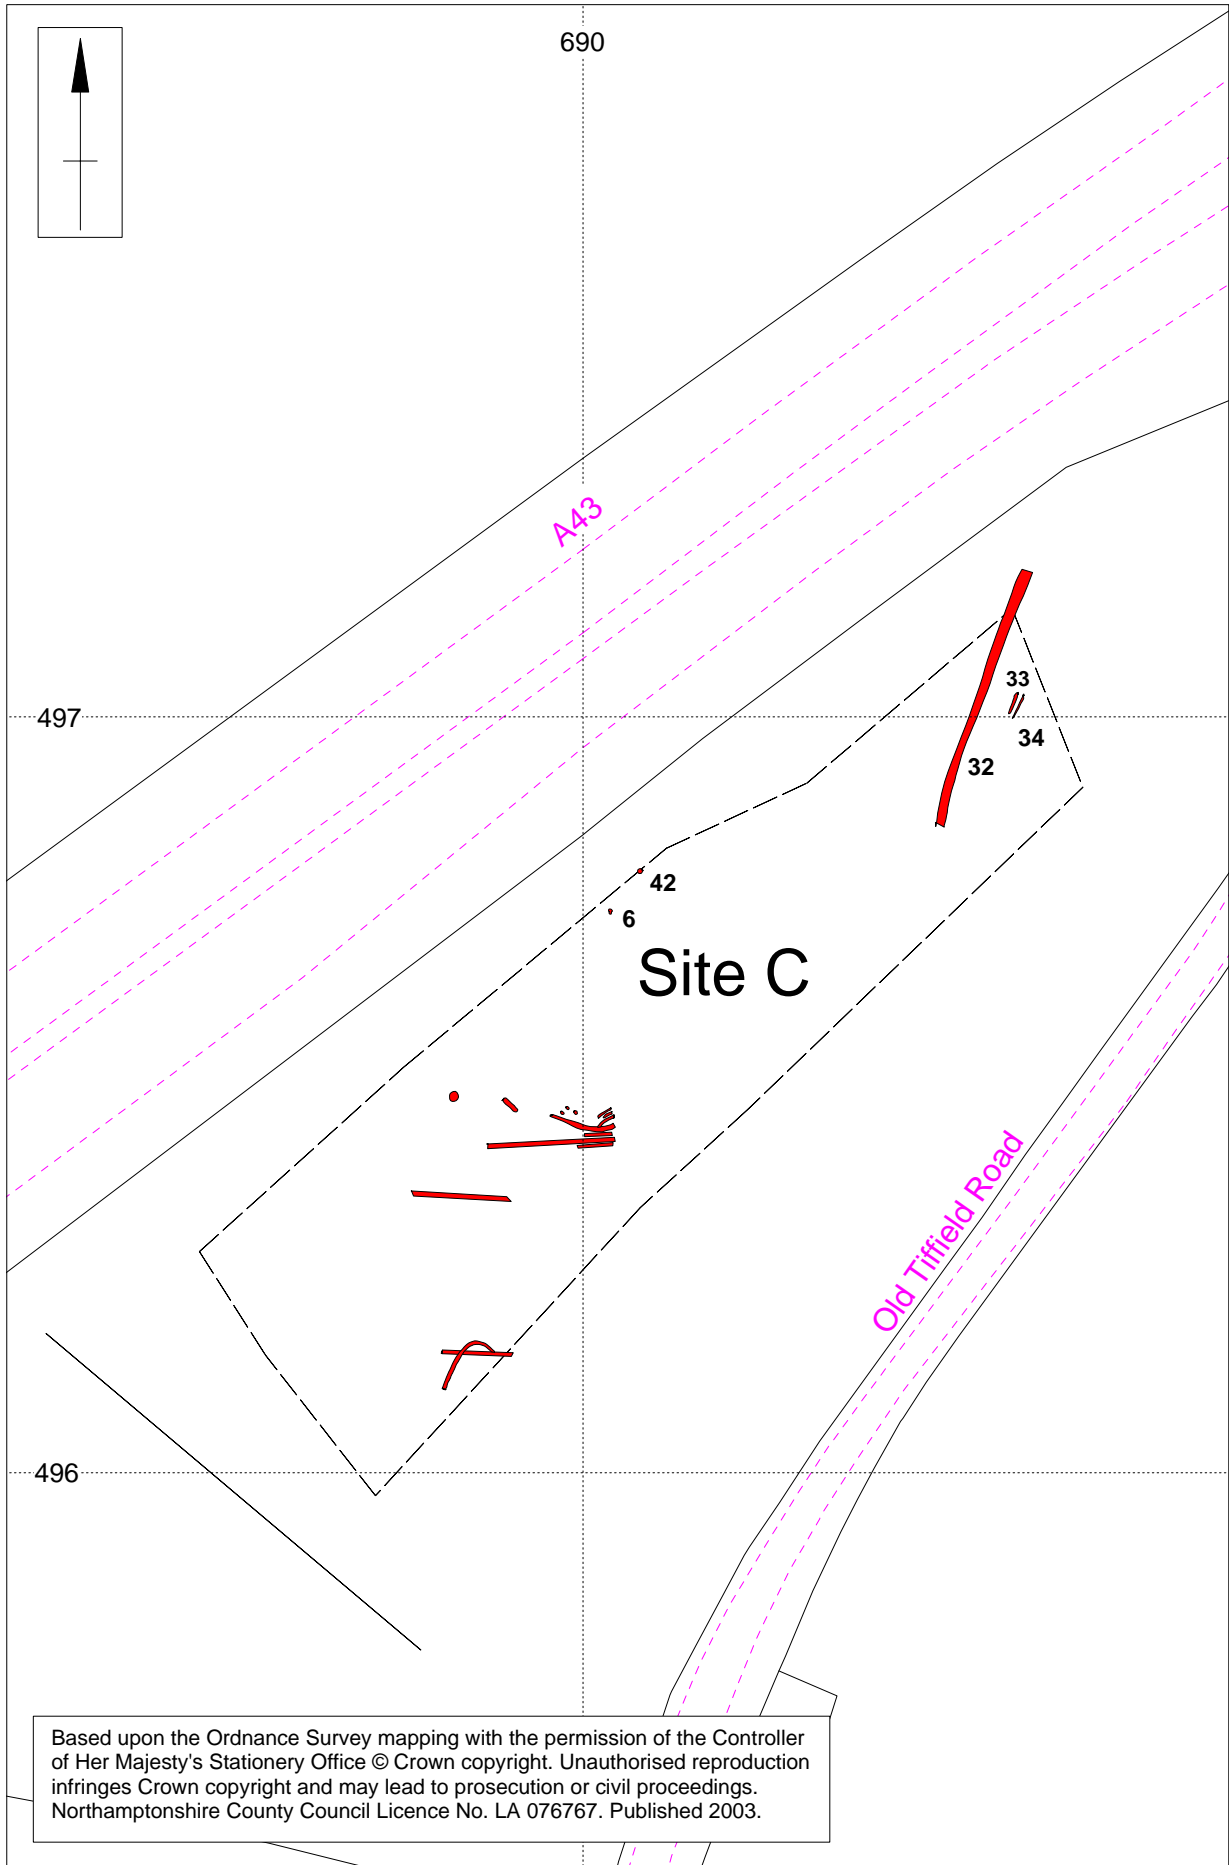 690
A43
497
33
34
32
42
6
Site C
Old Tiffield Road
496
Based upon the Ordnance Survey mapping with the permission of the Controller
of Her Majesty's Stationery Office © Crown copyright. Unauthorised reproduction
infringes Crown copyright and may lead to prosecution or civil proceedings.
Northamptonshire County Council Licence No. LA 076767. Published 2003.